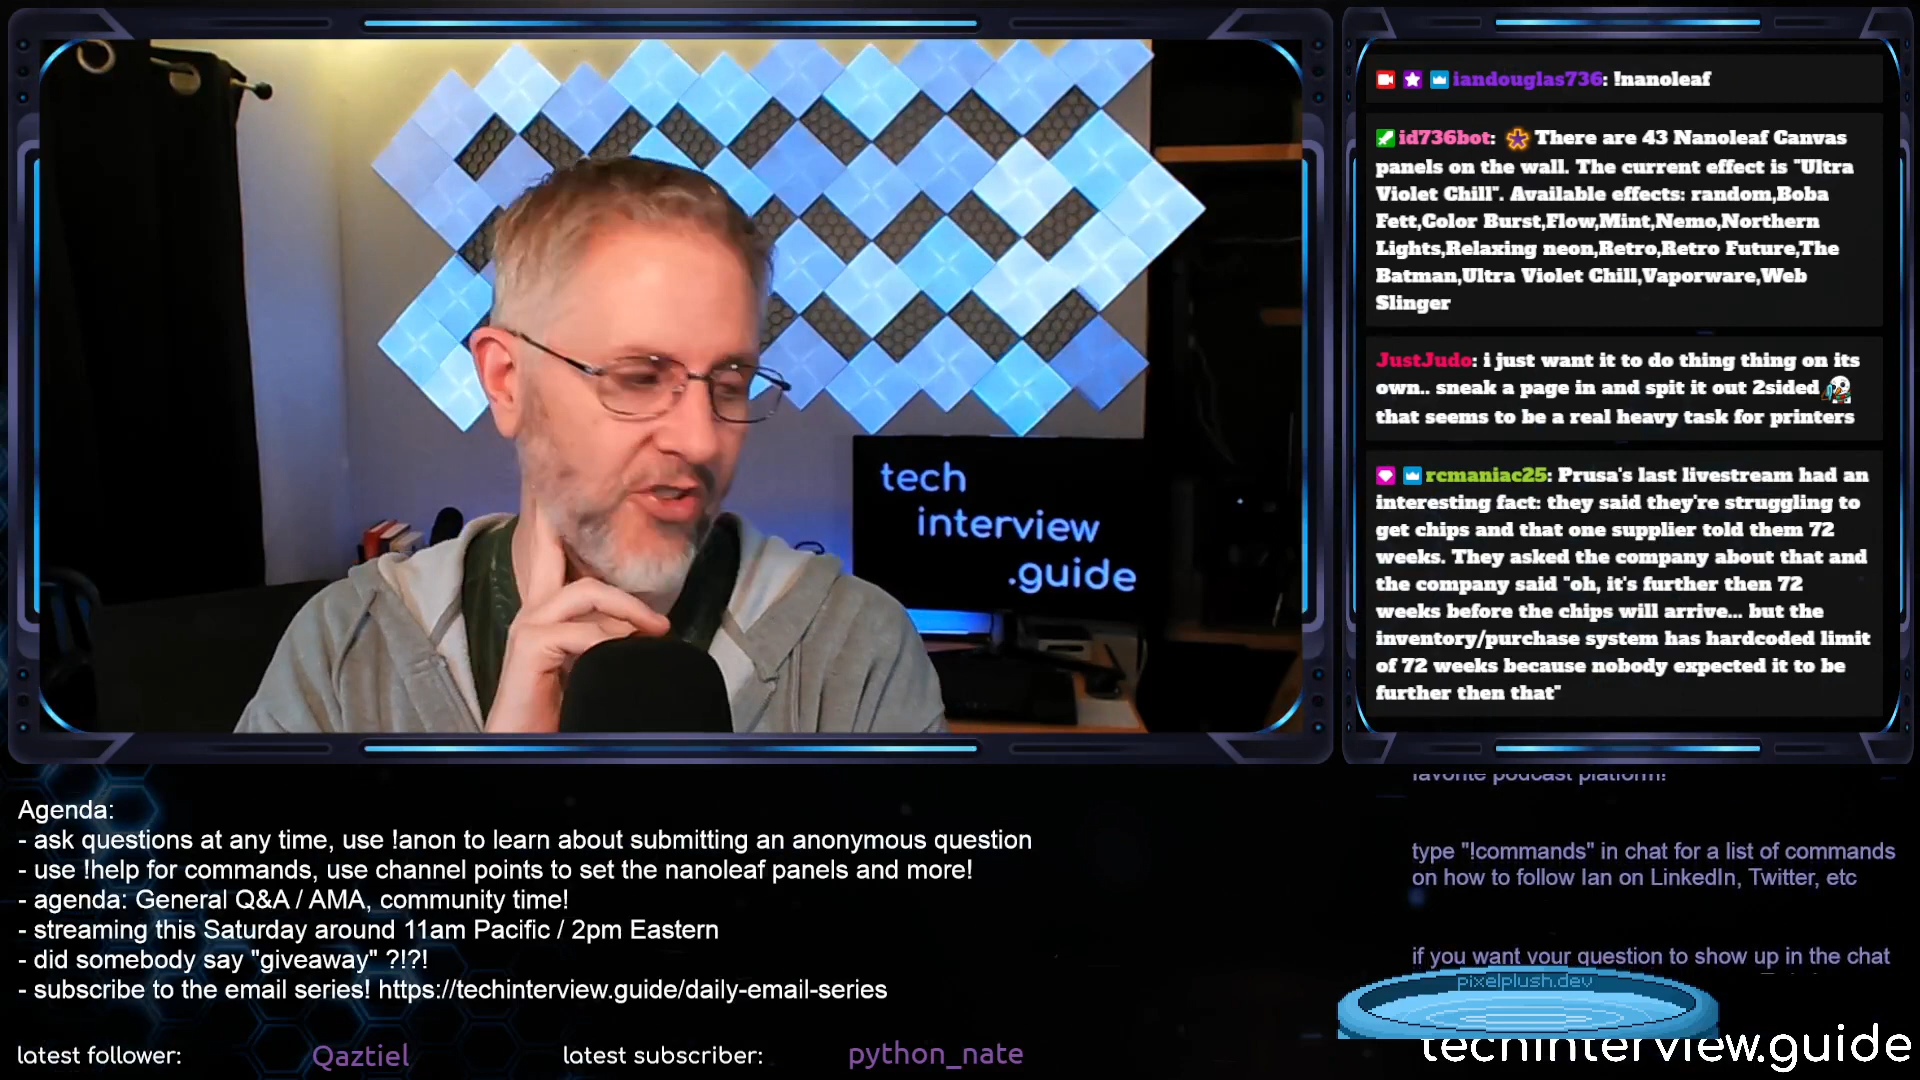 tech
interview
.guide
iandouglas736: !nanoleaf
id736bot: There are 43 Nanoleaf Canvas
panels on the wall. The current effect is "Ultra
Violet Chill". Available effects: random,Boba
Fett,Color Burst,Flow,Mint,Nemo,Northern
Lights,Relaxing neon,Retro,Retro Future,The
Batman,Ultra Violet Chill,Vaporware,Web
Slinger
JustJudo: i just want it to do thing thing on its
own.. sneak a page in and spit it out 2sided
that seems to be a real heavy task for printers
rcmaniac25: Prusa's last livestream had an
interesting fact: they said they're struggling to
get chips and that one supplier told them 72
weeks. They asked the company about that and
the company said "oh, it's further then 72
weeks before the chips will arrive... but the
inventory/purchase system has hardcoded limit
of 72 weeks because nobody expected it to be
further then that"
Agenda:
- ask questions at any time, use !anon to learn about submitting an anonymous question
- use !help for commands, use channel points to set the nanoleaf panels and more!
- agenda: General Q&A / AMA, community time!
- streaming this Saturday around 11am Pacific / 2pm Eastern
- did somebody say "giveaway" ?!?!
- subscribe to the email series! https://techinterview.guide/daily-email-series
latest follower: Qaztiel
latest subscriber: python_nate
favorite podcast platform!
type "!commands" in chat for a list of commands
on how to follow Ian on LinkedIn, Twitter, etc
if you want your question to show up in the chat
pixelplush.dev
techinterview.guide